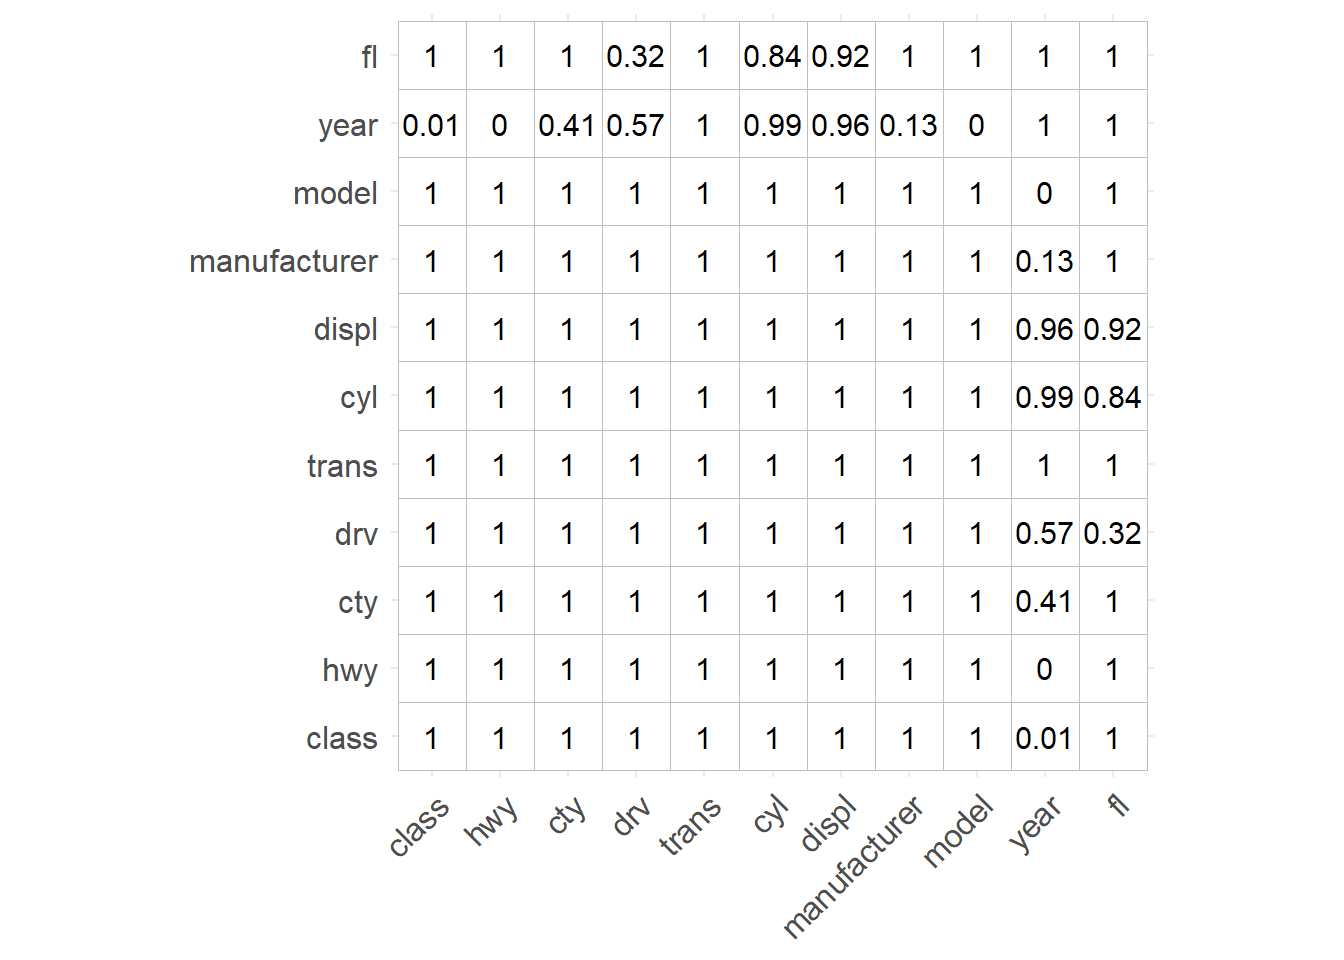 fl 1 1 1 0.32 1 0.84 0.92 1 1 1 1
year 0.01 0 0.41 0.57 1 0.99 0.96 0.13 0 1 1
model 1 1 1 1 1 1 1 1 1 0 1
manufacturer 1 1 1 1 1 1 1 1 1 0.13 1
displ 1 1 1 1 1 1 1 1 1 0.96 0.92
cyl 1 1 1 1 1 1 1 1 1 0.99 0.84
trans 1 1 1 1 1 1 1 1 1 1 1
drv 1 1 1 1 1 1 1 1 1 0.57 0.32
cty 1 1 1 1 1 1 1 1 1 0.41 1
hwy 1 1 1 1 1 1 1 1 1 0 1
class 1 1 1 1 1 1 1 1 1 0.01 1
class hwy cty drv trans cyl displ manufacturer model year fl